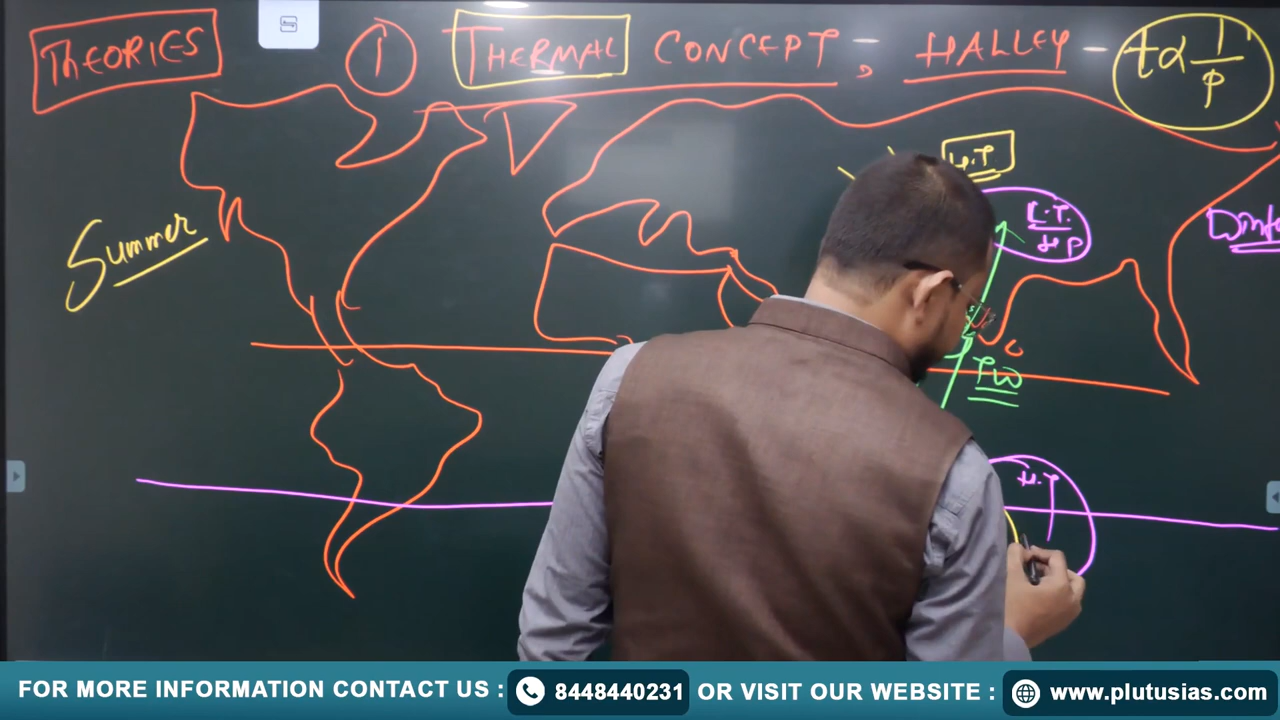 THEORIES
① THERMAL CONCEPT, - HALLEY - t α 1/P
H.T.
L.T.
H P
Summer
TW
H.T
FOR MORE INFORMATION CONTACT US : 8448440231 OR VISIT OUR WEBSITE : www.plutusias.com